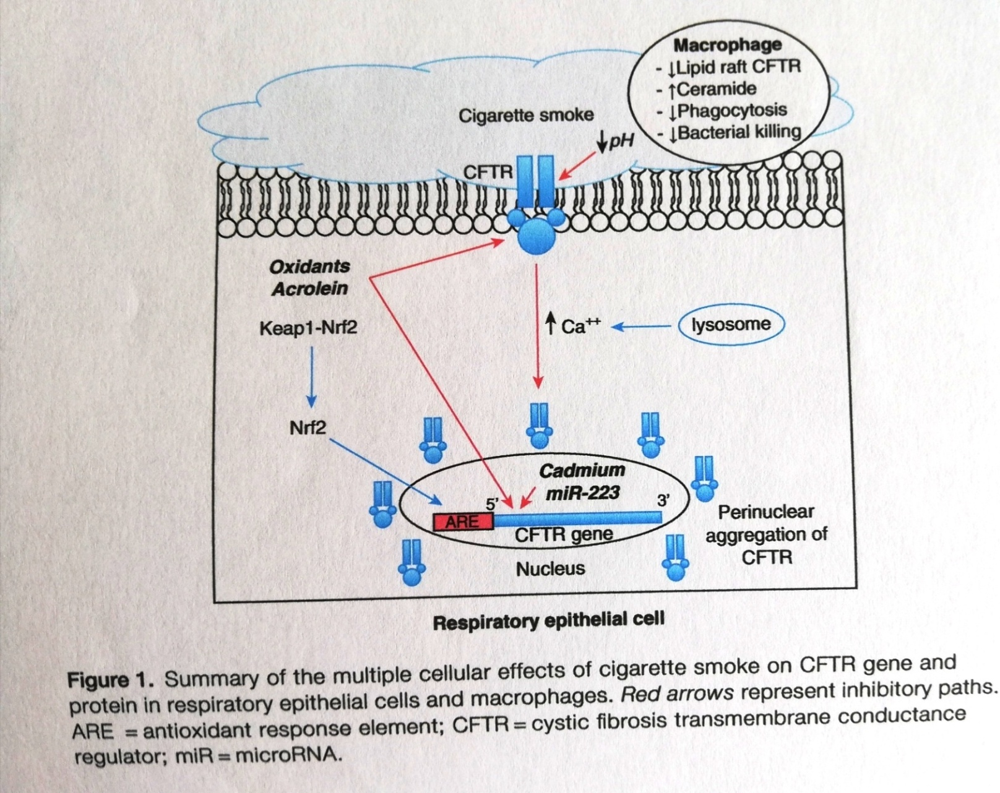 Macrophage
- ↓Lipid raft CFTR
- ↑Ceramide
- ↓Phagocytosis
- ↓Bacterial killing
Cigarette smoke
↓pH
CFTR
Oxidants
Acrolein
Keap1-Nrf2
↑ Ca++
lysosome
Nrf2
Cadmium
miR-223
5'
3'
ARE
CFTR gene
Nucleus
Perinuclear
aggregation of
CFTR
Respiratory epithelial cell
Figure 1. Summary of the multiple cellular effects of cigarette smoke on CFTR gene and
protein in respiratory epithelial cells and macrophages. Red arrows represent inhibitory paths.
ARE = antioxidant response element; CFTR = cystic fibrosis transmembrane conductance
regulator; miR = microRNA.